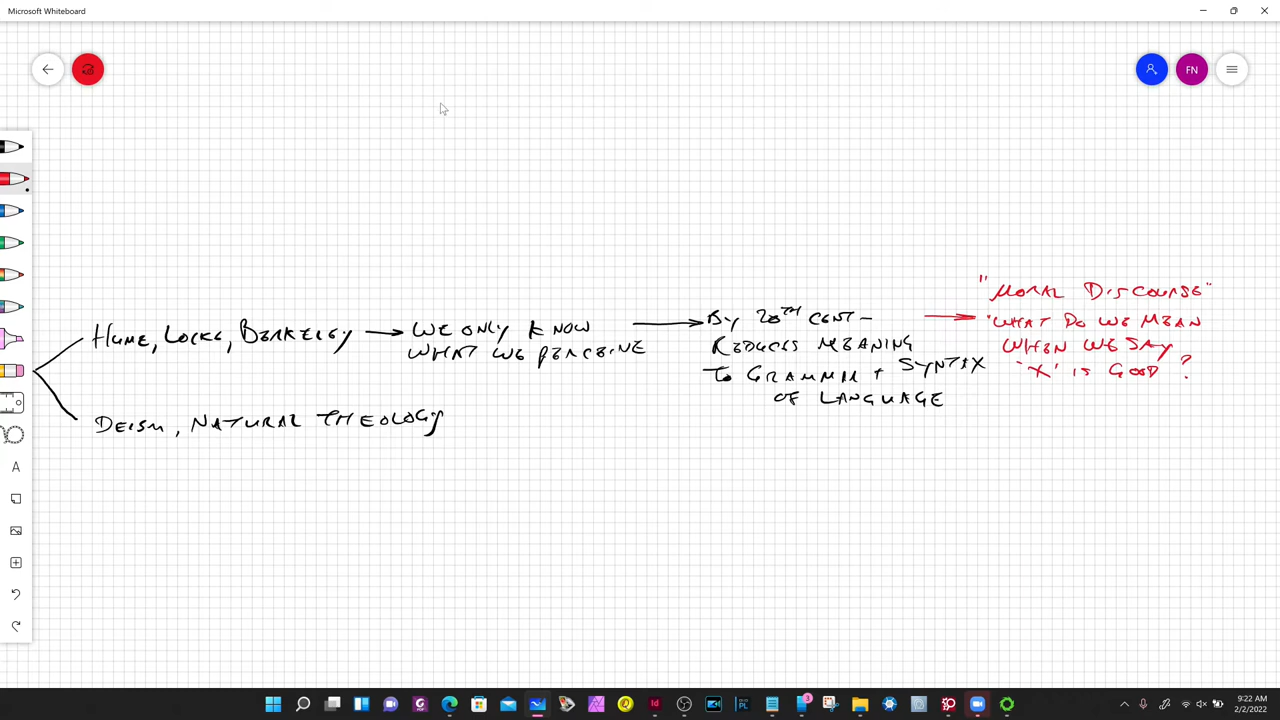 Microsoft Whiteboard
FN
"MORAL DISCOURSE"
HUME, LOCKE, BERKELEY
WE ONLY KNOW
WHAT WE PERCEIVE
By 20TH CENT -
REDUCES MEANING
TO GRAMMAR + SYNTAX
OF LANGUAGE
"WHAT DO WE MEAN
WHEN WE SAY
'X' IS GOOD ?
DEISM, NATURAL THEOLOGY
A
3
9:22 AM
2/2/2022